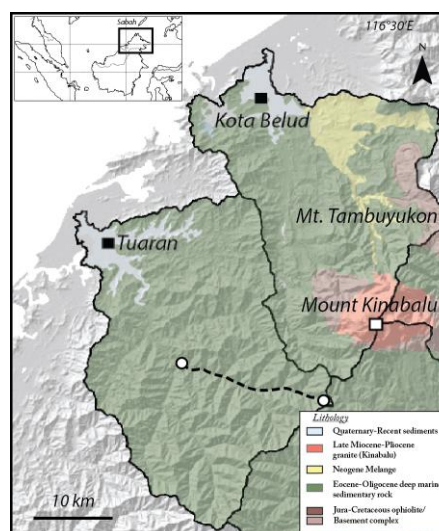 Sabah
116°30'E
N
Kota Belud
Mt. Tambuyukon
Tuaran
Mount Kinabalu
Lithology
Quaternary-Recent sediments
Late Miocene-Pliocene
granite (Kinabalu)
Neogene Melange
Eocene-Oligocene deep marine
sedimentary rock
Jura-Cretaceous ophiolite/
Basement complex
10 km